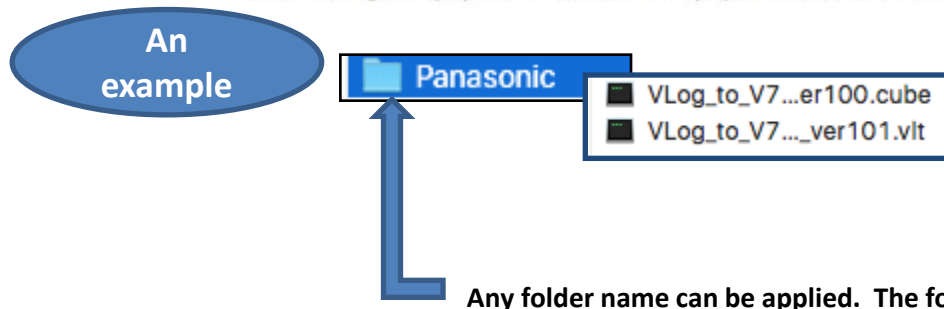 An
example
Panasonic
VLog_to_V7...er100.cube
VLog_to_V7..._ver101.vlt
Any folder name can be applied. The fo